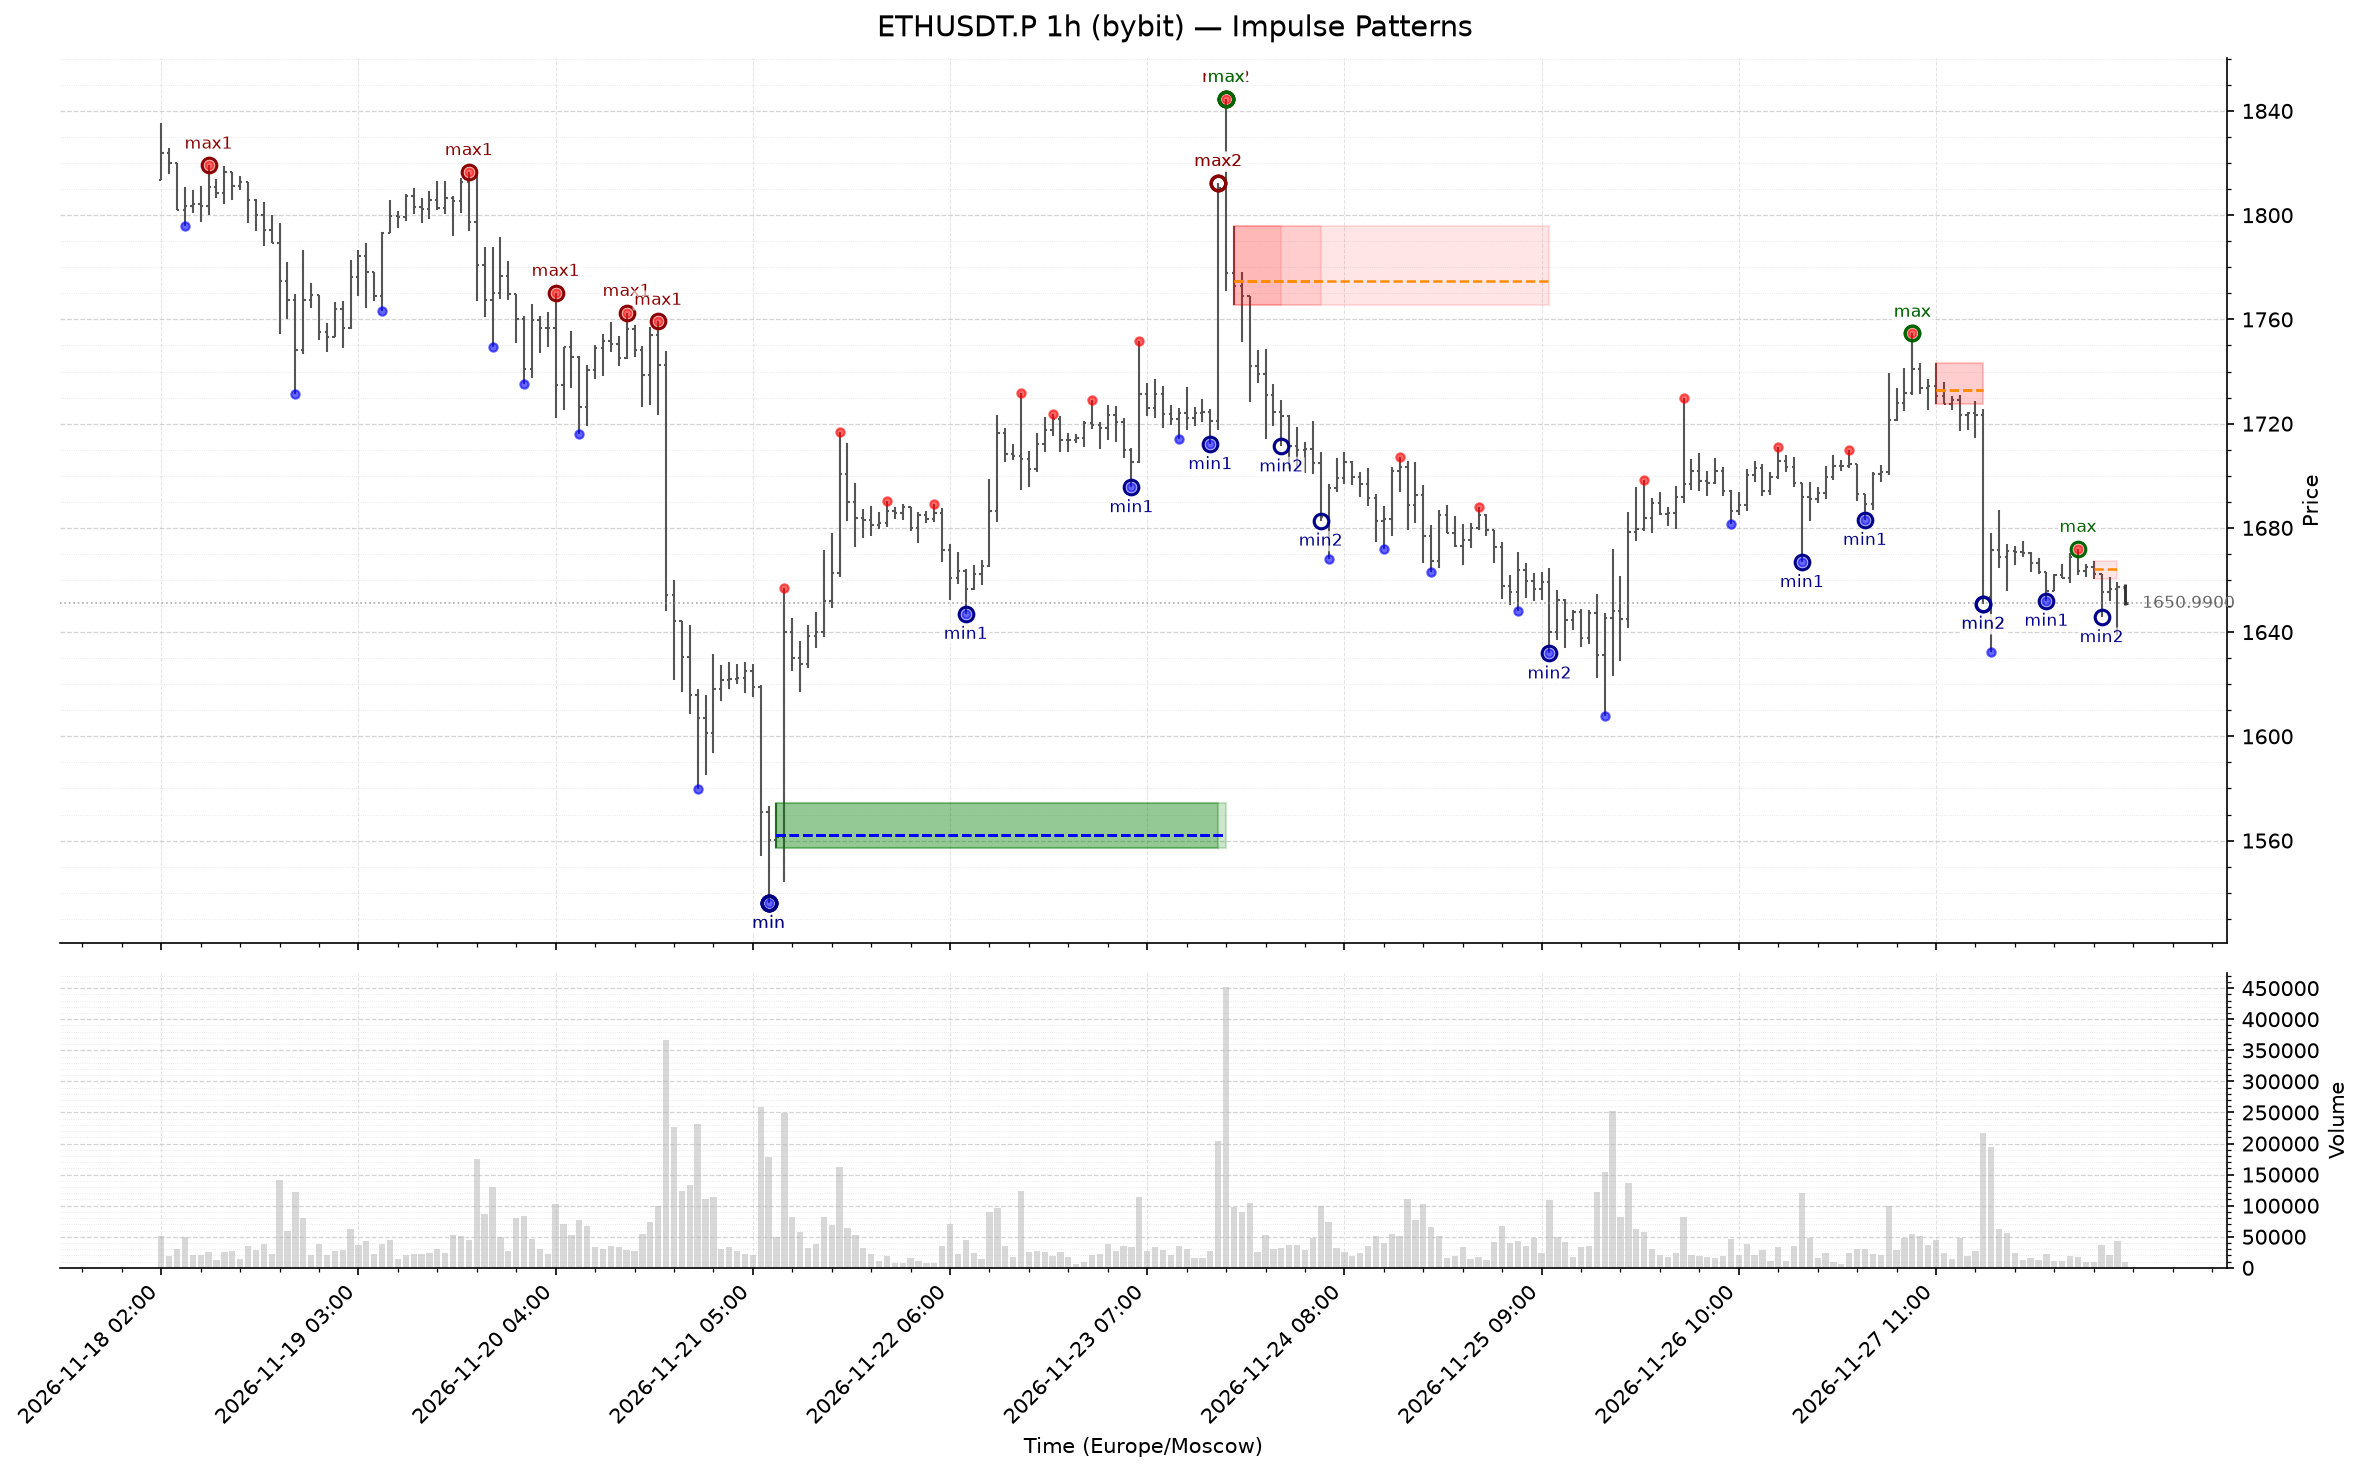 ETHUSDT.P 1h (bybit) — Impulse Patterns
max1
max1
max1
max1
max1
max2
max
max
min
min1
min1
min1
min2
min2
min2
min1
min1
min2
min1
min2
1650.9900
1840
1800
1760
1720
1680
1640
1600
1560
Price
450000
400000
350000
300000
250000
200000
150000
100000
50000
0
Volume
2026-11-18 02:00
2026-11-19 03:00
2026-11-20 04:00
2026-11-21 05:00
2026-11-22 06:00
2026-11-23 07:00
2026-11-24 08:00
2026-11-25 09:00
2026-11-26 10:00
2026-11-27 11:00
Time (Europe/Moscow)